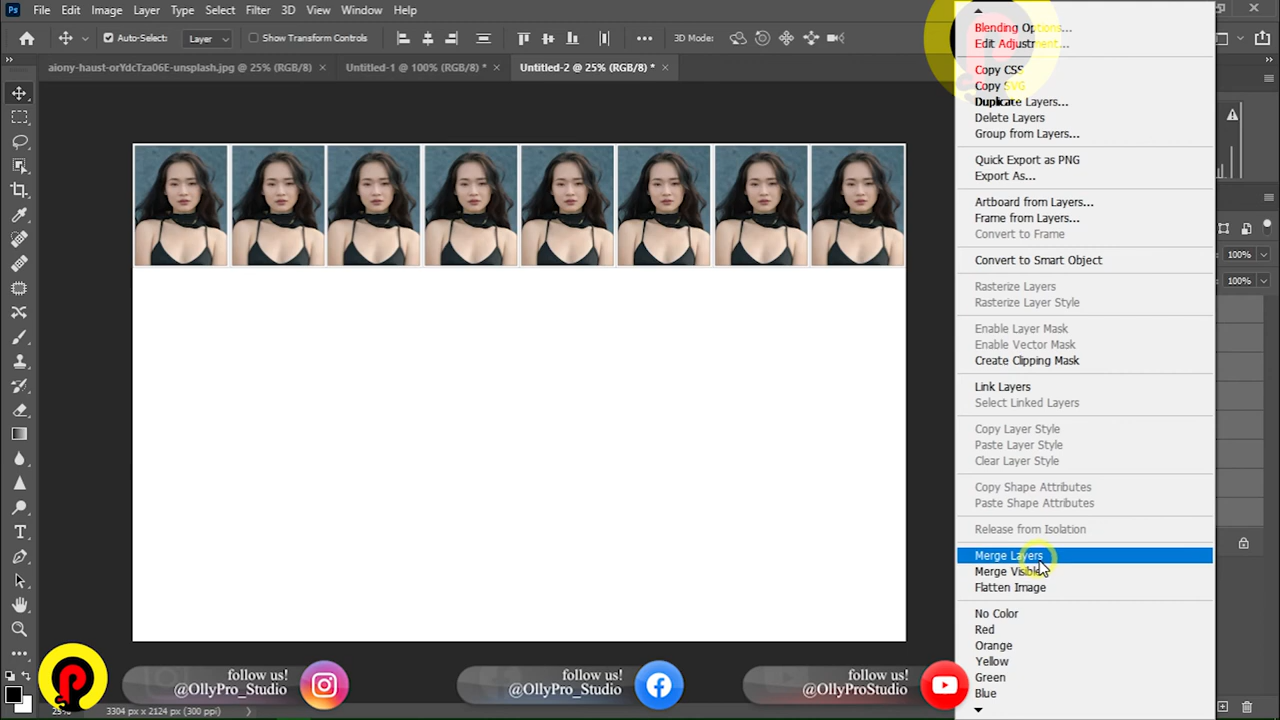 Ps File Edit Image Layer Type Select Filter 3D View Window Help
Auto-Select: Layer 3D Mode:
aiony-haust-orYdcTza06E-unsplash.jpg @ 25% -1 @ 100% (RGB/8) * × Untitled-2 @ 25% (RGB/8) * ×
Blending Options...
Edit Adjustment...
Copy CSS
Copy SVG
Duplicate Layers...
Delete Layers
Group from Layers...
Quick Export as PNG
Export As...
Artboard from Layers...
Frame from Layers...
Convert to Frame
Convert to Smart Object
Rasterize Layers
Rasterize Layer Style
Enable Layer Mask
Enable Vector Mask
Create Clipping Mask
Link Layers
Select Linked Layers
Copy Layer Style
Paste Layer Style
Clear Layer Style
Copy Shape Attributes
Paste Shape Attributes
Release from Isolation
Merge Layers
Merge Visible
Flatten Image
No Color
Red
Orange
Yellow
Green
Blue
100%
100%
follow us!
@OllyPro_Studio
follow us!
@OllyPro_Studio
follow us!
@OllyProStudio
3304 px x 2124 px (300 ppi)